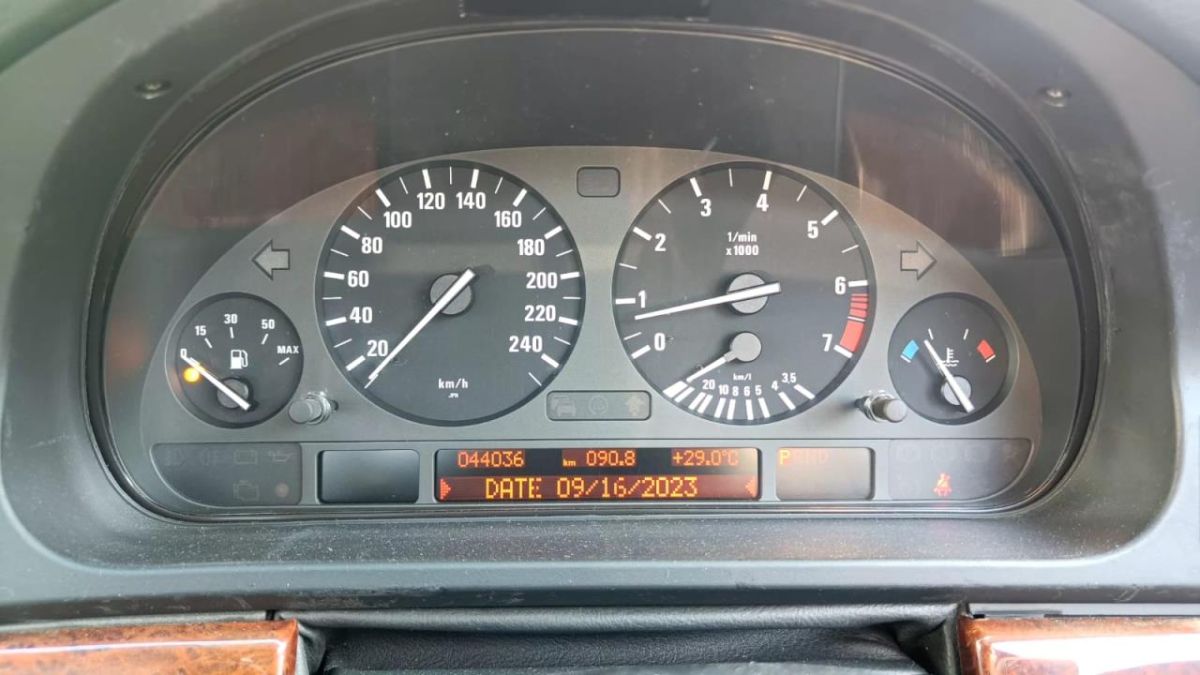 20 40 60 80 100 120 140 160 180 200 220 240
km/h
JPN
0 1 2 3 4 5 6 7
1/min
x1000
km/l
20 10 8 6 5 4 3,5
0 15 30 50 MAX
044036 km 090.8 +29.0°C
DATE 09/16/2023
PRND